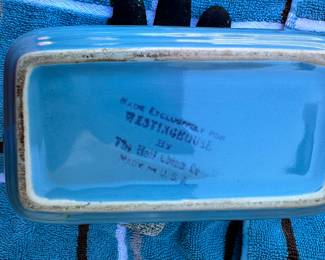 MADE EXCLUSIVELY FOR
WESTINGHOUSE
BY
The Hall China Co.
MADE IN U.S.A.